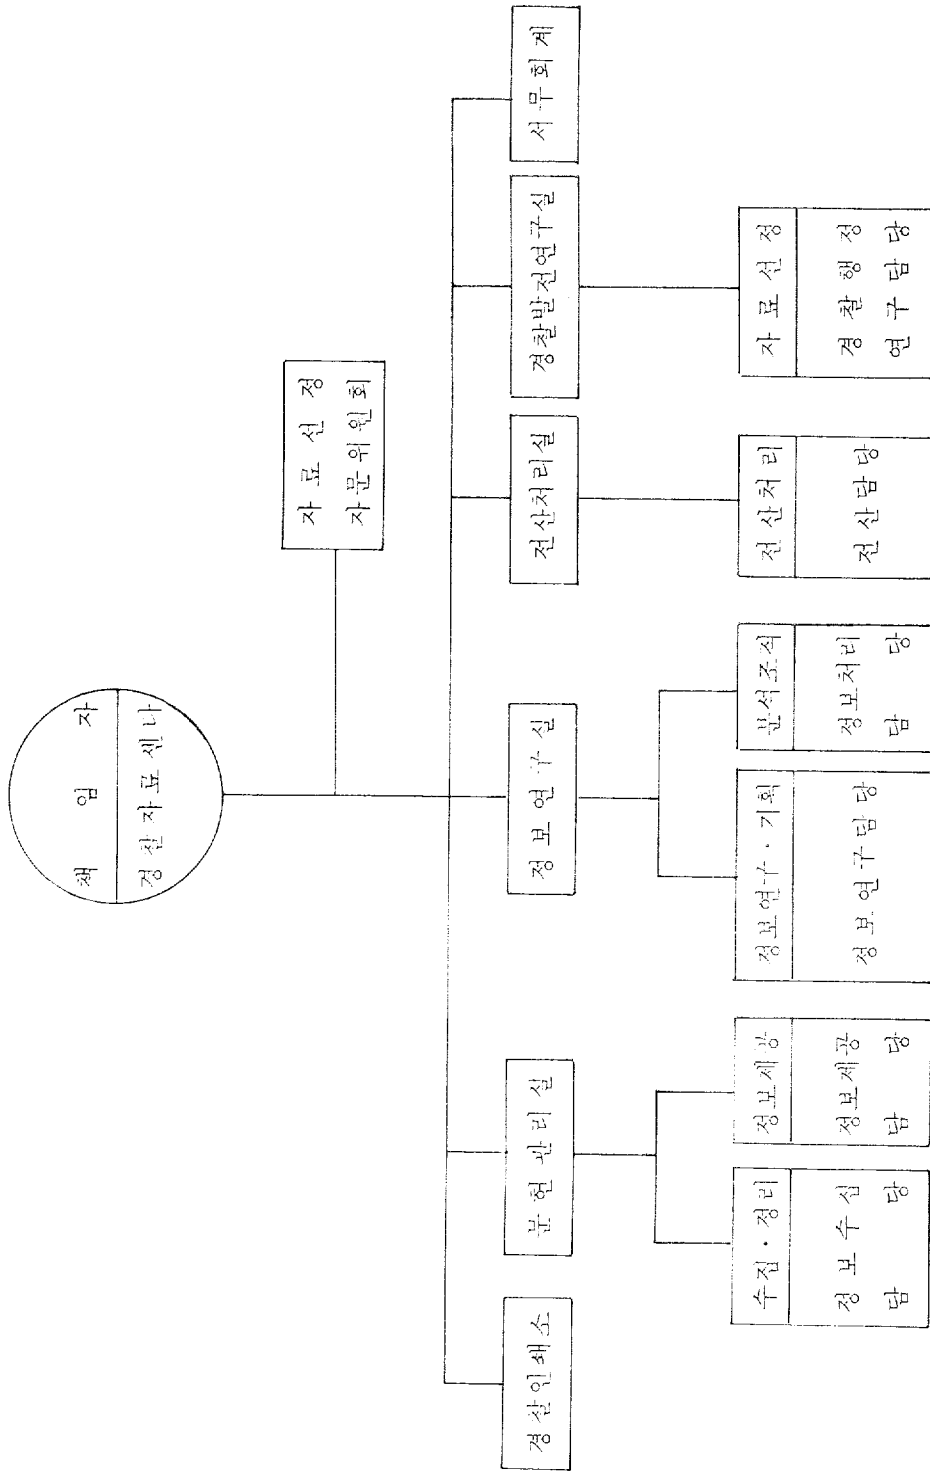 책 임 자
경찰자료센타
자 료 선 정
자문위원회
경찰인쇄소
문 헌 관 리 실
정 보 연 구 실
전산처리실
경찰발전연구실
서 무 회 계
수집 · 정리
정 보 수 집
담 당
정보제공
정보제공
담 당
정보연구 · 기획
정 보 연 구 담 당
분석조직
정보처리
담 당
전산처리
전 산 담 당
자 료 선 정
경 찰 행 정
연 구 담 당